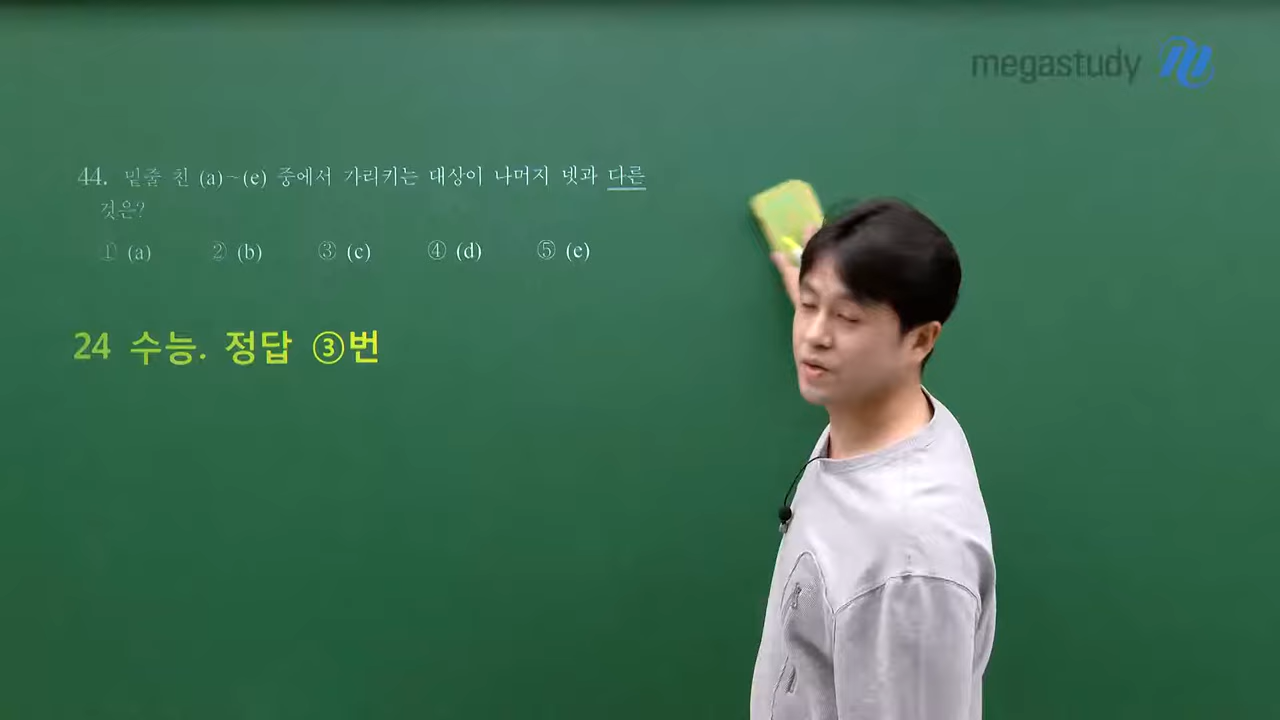 megastudy
44. 밑줄 친 (a)~(e) 중에서 가리키는 대상이 나머지 넷과 다른
것은?
① (a) ② (b) ③ (c) ④ (d) ⑤ (e)
24 수능. 정답 ③번